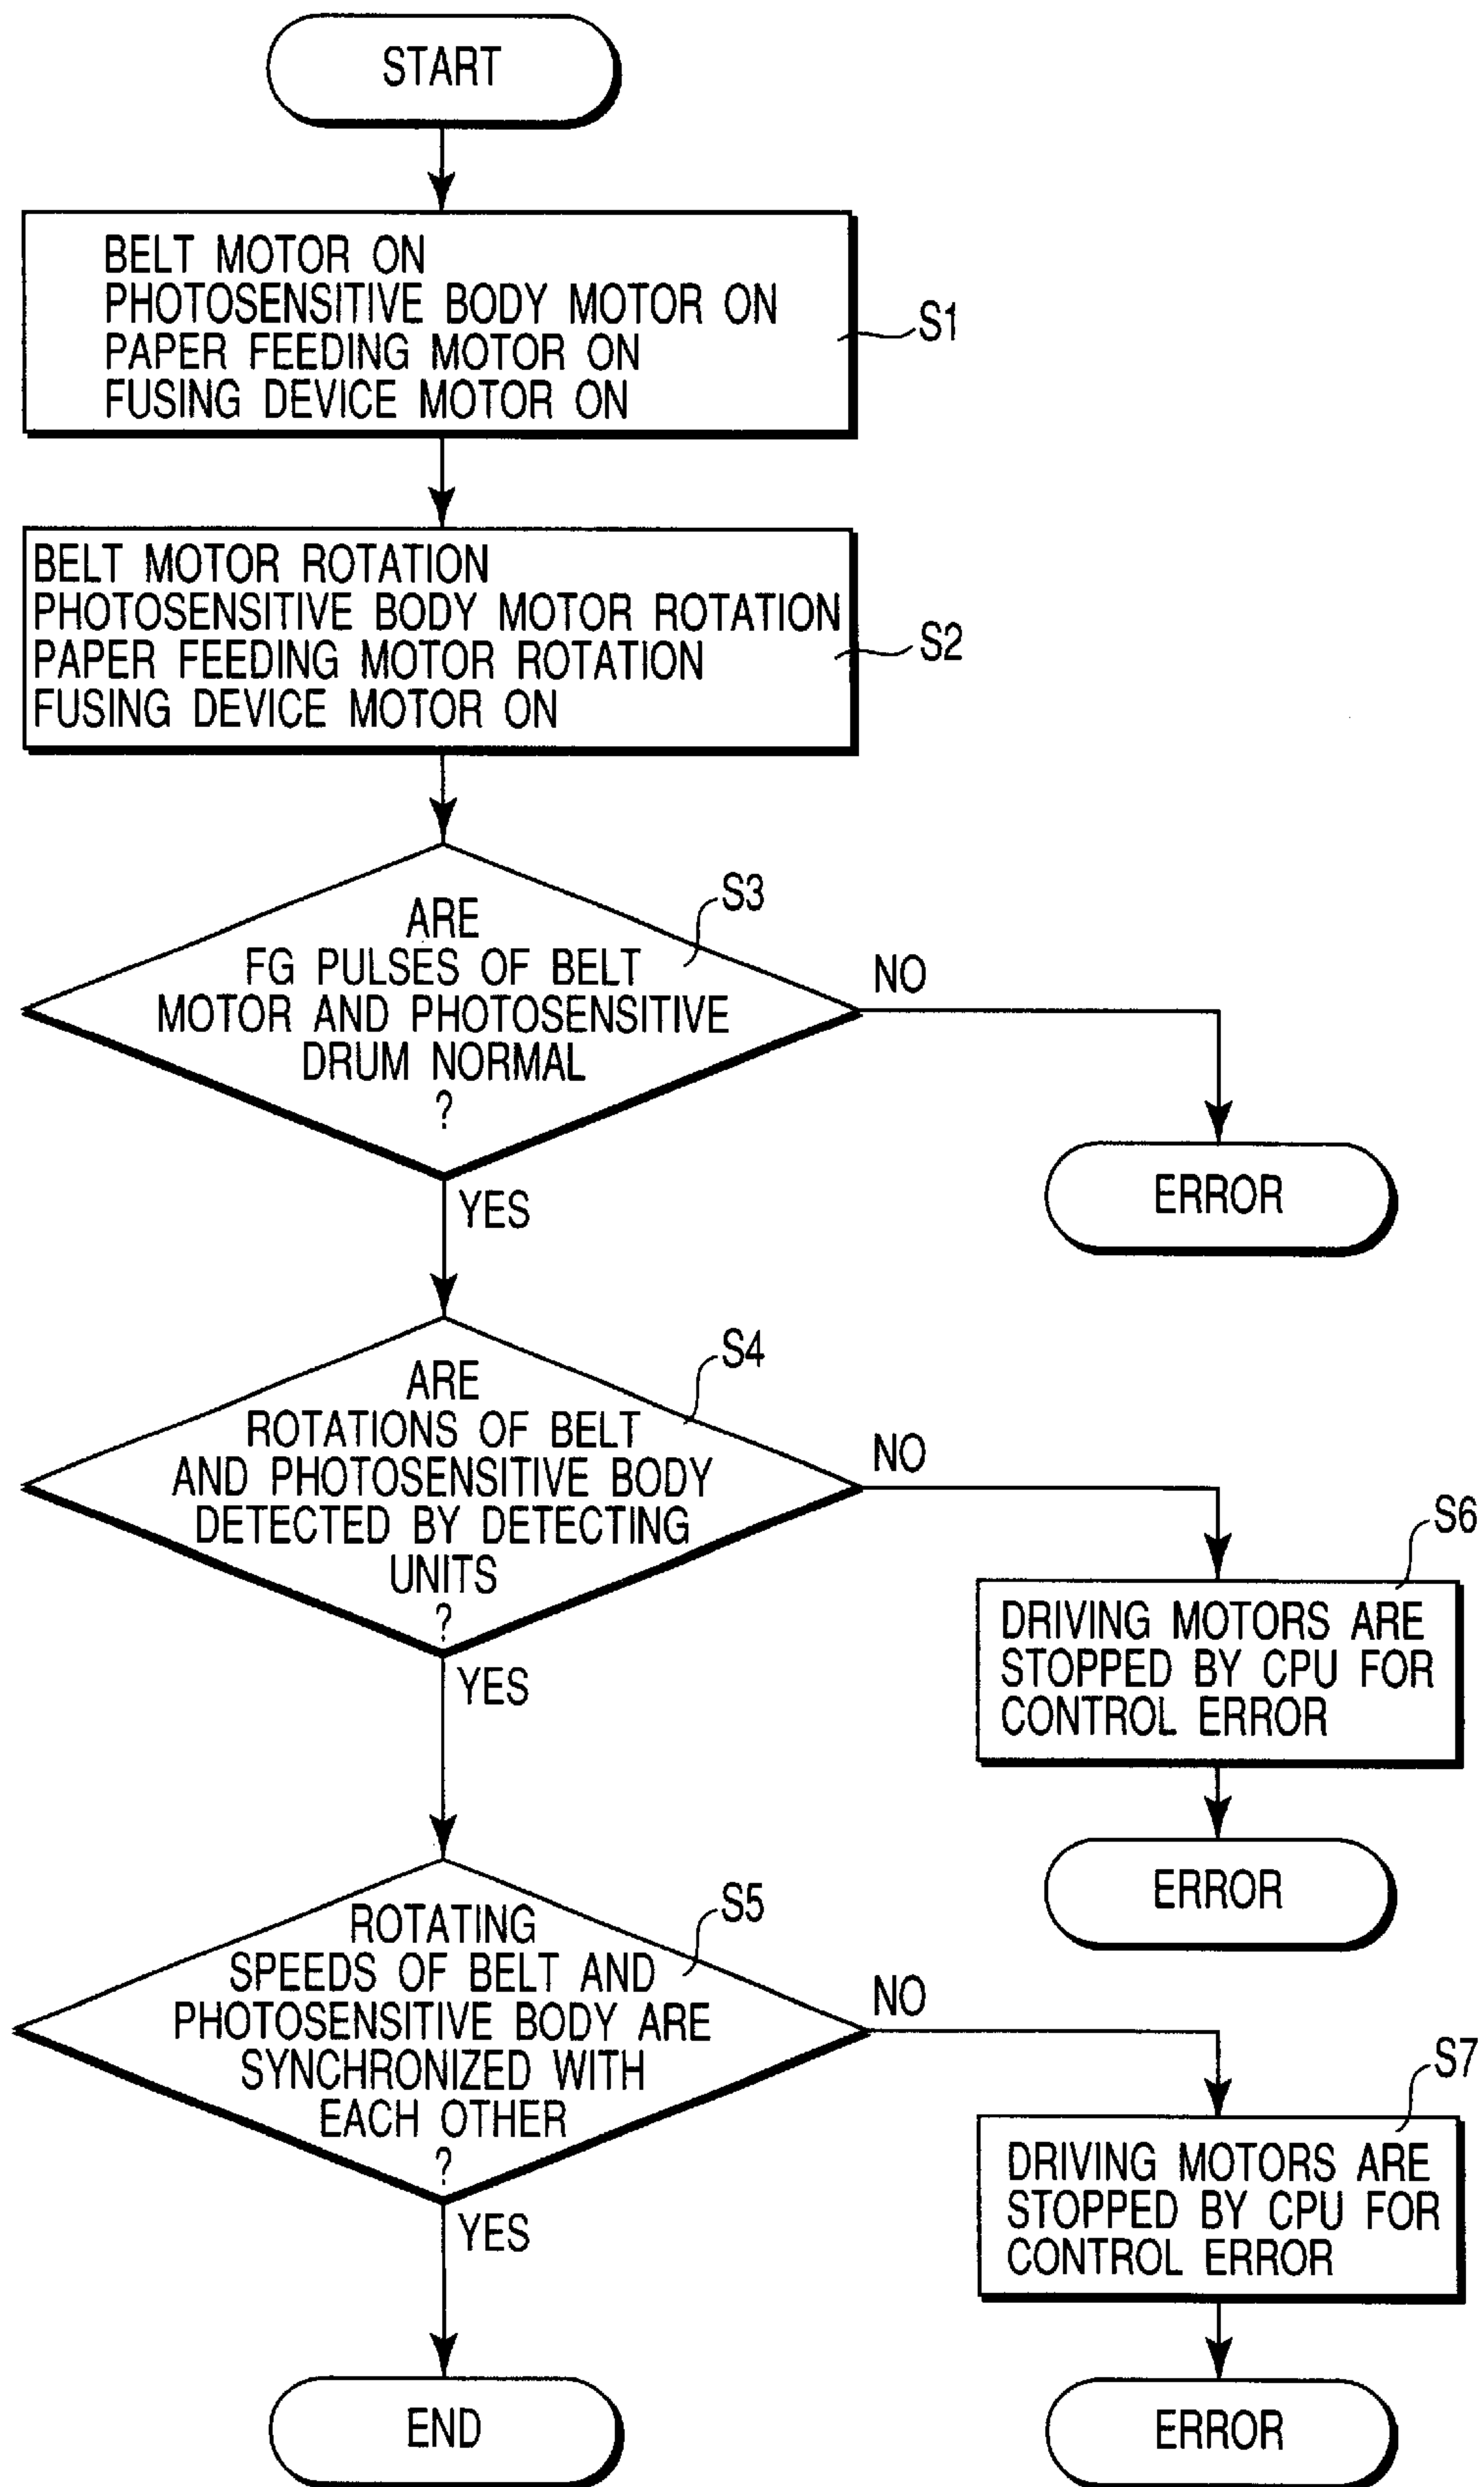 START
BELT MOTOR ON
PHOTOSENSITIVE BODY MOTOR ON
PAPER FEEDING MOTOR ON
FUSING DEVICE MOTOR ON
S1
BELT MOTOR ROTATION
PHOTOSENSITIVE BODY MOTOR ROTATION
PAPER FEEDING MOTOR ROTATION
FUSING DEVICE MOTOR ON
S2
ARE
FG PULSES OF BELT
MOTOR AND PHOTOSENSITIVE
DRUM NORMAL
?
S3
NO
ERROR
YES
ARE
ROTATIONS OF BELT
AND PHOTOSENSITIVE BODY
DETECTED BY DETECTING
UNITS
?
S4
NO
S6
DRIVING MOTORS ARE
STOPPED BY CPU FOR
CONTROL ERROR
ERROR
YES
ROTATING
SPEEDS OF BELT AND
PHOTOSENSITIVE BODY ARE
SYNCHRONIZED WITH
EACH OTHER
?
S5
NO
S7
DRIVING MOTORS ARE
STOPPED BY CPU FOR
CONTROL ERROR
ERROR
YES
END